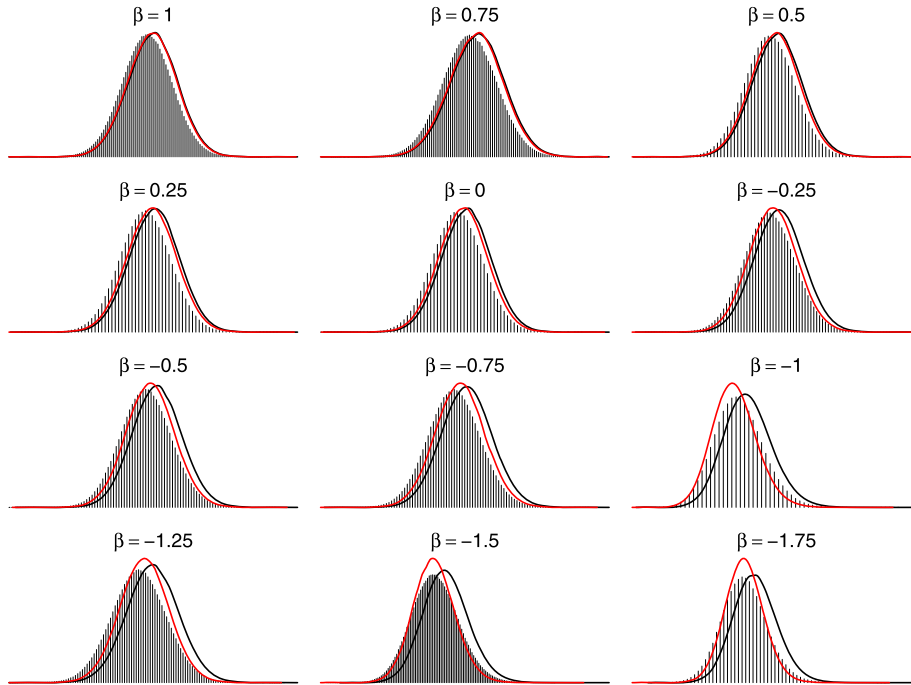 β = 1
β = 0.75
β = 0.5
β = 0.25
β = 0
β = −0.25
β = −0.5
β = −0.75
β = −1
β = −1.25
β = −1.5
β = −1.75